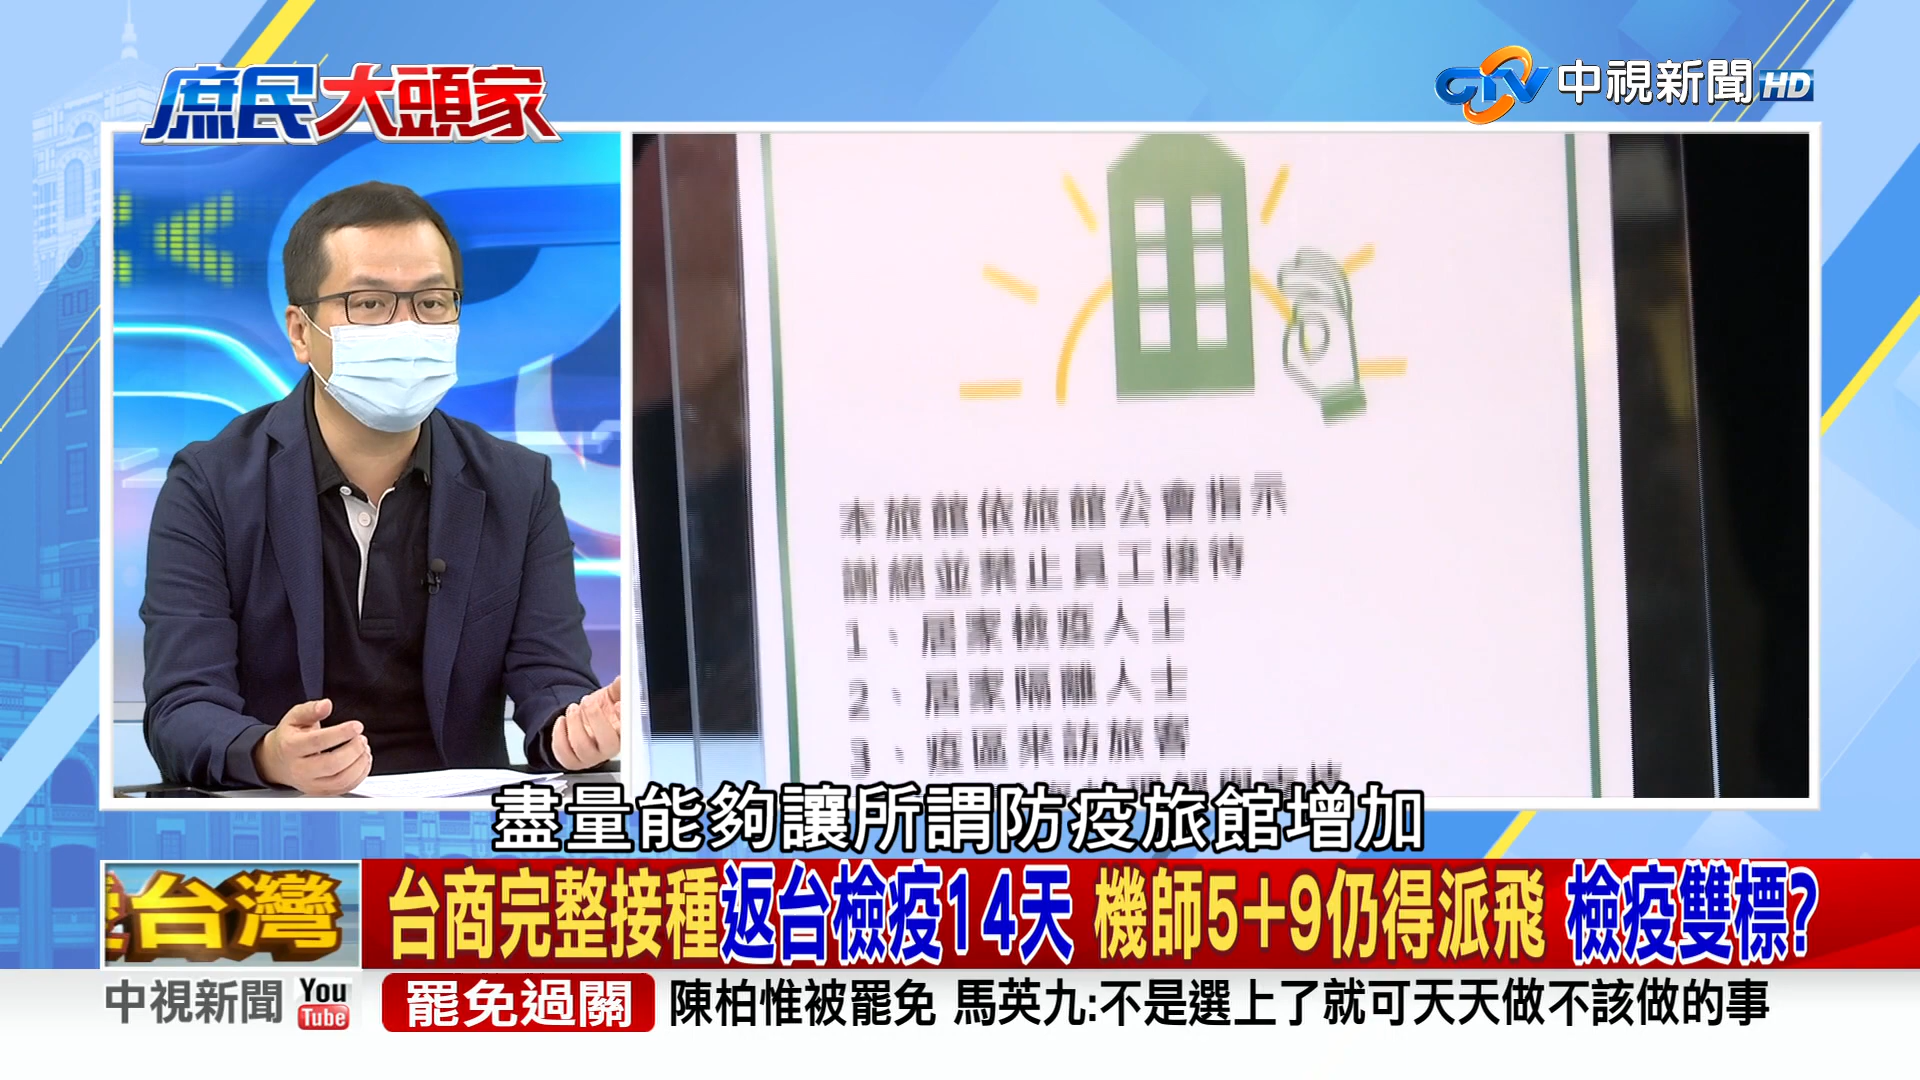 庶民大頭家
CTV中視新聞HD
本旅館依旅館公會指示
謝絕並禁止員工接待
1、居家檢疫人士
2、居家隔離人士
3、疫區來訪旅客
盡量能夠讓所謂防疫旅館增加
台灣
台商完整接種返台檢疫14天 機師5+9仍得派飛 檢疫雙標?
中視新聞 YouTube
罷免過關
陳柏惟被罷免 馬英九:不是選上了就可天天做不該做的事